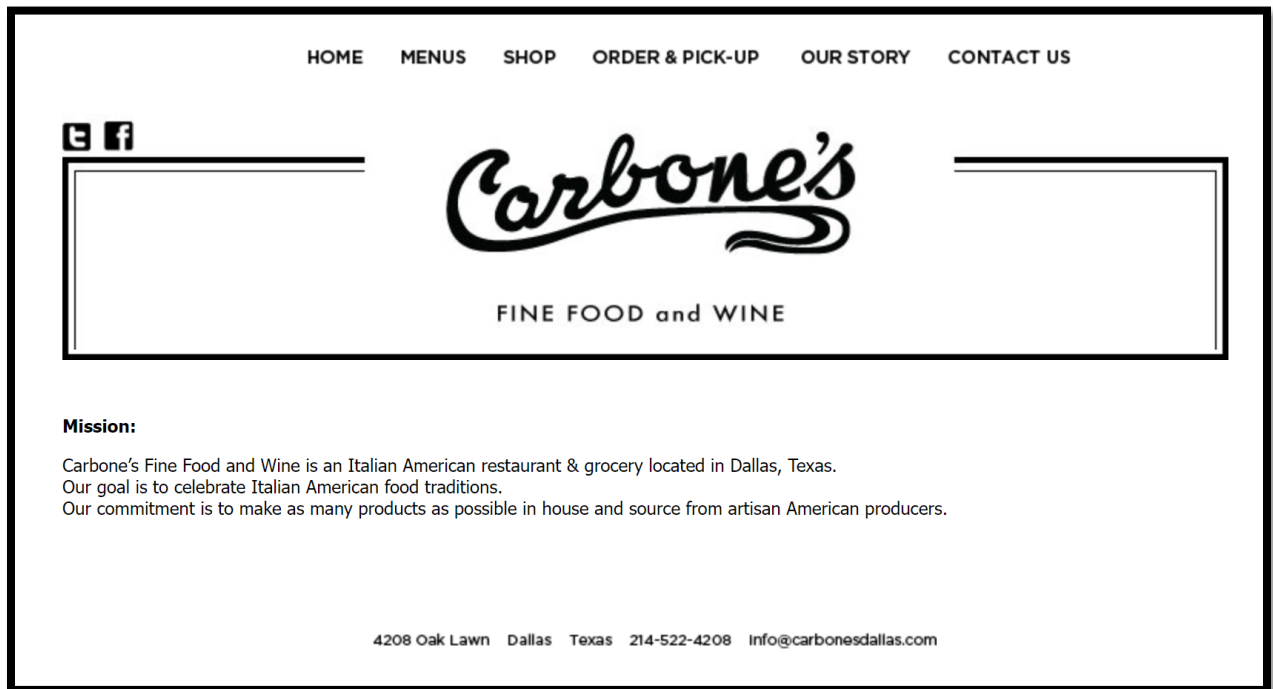 HOME MENUS SHOP ORDER & PICK-UP OUR STORY CONTACT US
Carbone's
FINE FOOD and WINE
Mission:
Carbone’s Fine Food and Wine is an Italian American restaurant & grocery located in Dallas, Texas.
Our goal is to celebrate Italian American food traditions.
Our commitment is to make as many products as possible in house and source from artisan American producers.
4208 Oak Lawn Dallas Texas 214-522-4208 Info@carbonesdallas.com